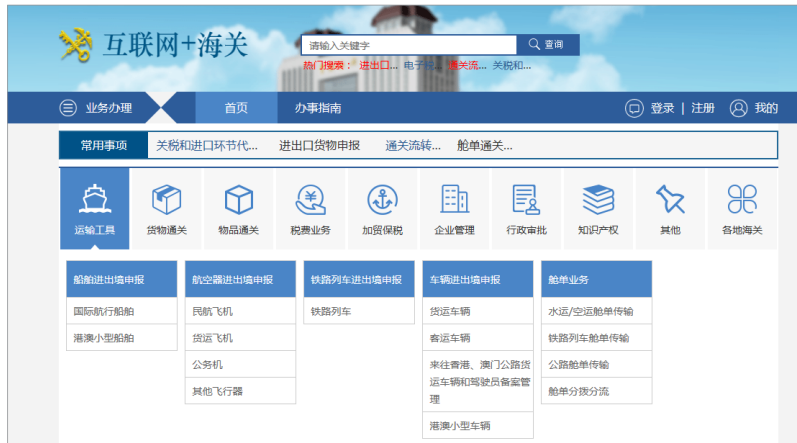 互联网+海关
请输入关键字
查询
热门搜索： 进出口... 电子 通关流... 关税和...
业务办理 首页 办事指南 登录 | 注册 我的
常用事项 关税和进口环节代... 进出口货物申报 通关流转... 舱单通关...
运输工具 货物通关 物品通关 税费业务 加贸保税 企业管理 行政审批 知识产权 其他 各地海关
船舶进出境申报 航空器进出境申报 铁路列车进出境申报 车辆进出境申报 舱单业务
国际航行船舶 民航飞机 铁路列车 货运车辆 水运/空运舱单传输
港澳小型船舶 货运飞机 客运车辆 铁路列车舱单传输
公务机 来往香港、澳门公路货运车辆和驾驶员备案管理 公路舱单传输
其他飞行器 舱单分拨分流
港澳小型车辆